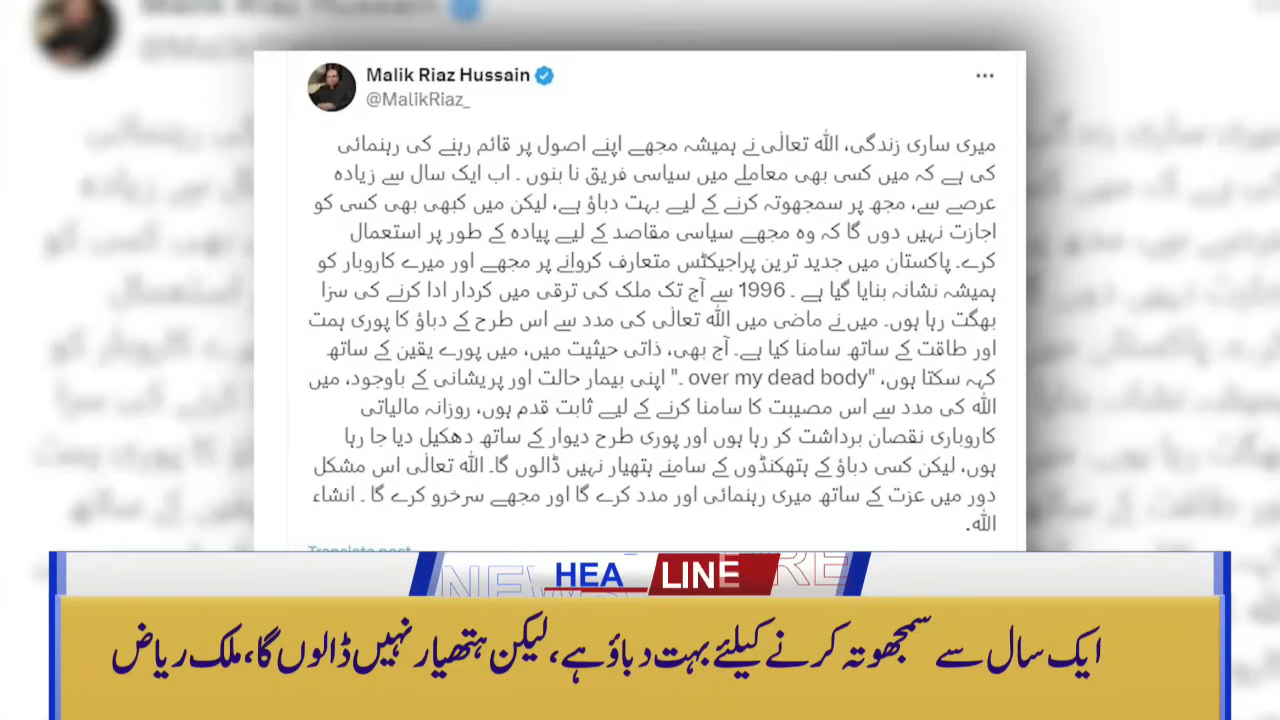 Malik Riaz Hussain
@MalikRiaz_
میری ساری زندگی، اللہ تعالٰی نے ہمیشہ مجھے اپنے اصول پر قائم رہنے کی رہنمائی
کی ہے کہ میں کسی بھی معاملے میں سیاسی فریق نا بنوں ۔ اب ایک سال سے زیادہ
عرصے سے، مجھ پر سمجھوتہ کرنے کے لیے بہت دباؤ ہے، لیکن میں کبھی بھی کسی کو
اجازت نہیں دوں گا کہ وہ مجھے سیاسی مقاصد کے لیے پیادہ کے طور پر استعمال
کرے۔ پاکستان میں جدید ترین پراجیکٹس متعارف کروانے پر مجھے اور میرے کاروبار کو
ہمیشہ نشانہ بنایا گیا ہے ۔ 1996 سے آج تک ملک کی ترقی میں کردار ادا کرنے کی سزا
بھگت رہا ہوں۔ میں نے ماضی میں اللہ تعالٰی کی مدد سے اس طرح کے دباؤ کا پوری ہمت
اور طاقت کے ساتھ سامنا کیا ہے۔ آج بھی، ذاتی حیثیت میں، میں پورے یقین کے ساتھ
کہہ سکتا ہوں، "over my dead body ۔" اپنی بیمار حالت اور پریشانی کے باوجود، میں
اللہ کی مدد سے اس مصیبت کا سامنا کرنے کے لیے ثابت قدم ہوں، روزانہ مالیاتی
کاروباری نقصان برداشت کر رہا ہوں اور پوری طرح دیوار کے ساتھ دھکیل دیا جا رہا
ہوں، لیکن کسی دباؤ کے ہتھکنڈوں کے سامنے ہتھیار نہیں ڈالوں گا۔ اللہ تعالٰی اس مشکل
دور میں عزت کے ساتھ میری رہنمائی اور مدد کرے گا اور مجھے سرخرو کرے گا ۔ انشاء
اللہ.
Translate post
HEA LINE
ایک سال سے سمجھوتہ کرنے کیلئے بہت دباؤ ہے، لیکن ہتھیار نہیں ڈالوں گا، ملک ریاض